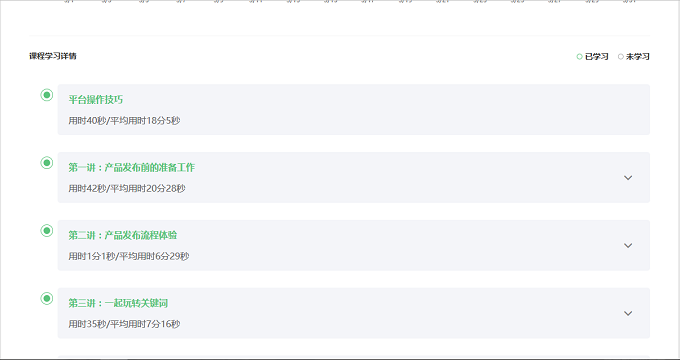 课程学习详情
已学习 未学习
平台操作技巧
用时40秒/平均用时18分5秒
第一讲：产品发布前的准备工作
用时42秒/平均用时20分28秒
第二讲：产品发布流程体验
用时1分1秒/平均用时6分29秒
第三讲：一起玩转关键词
用时35秒/平均用时7分16秒